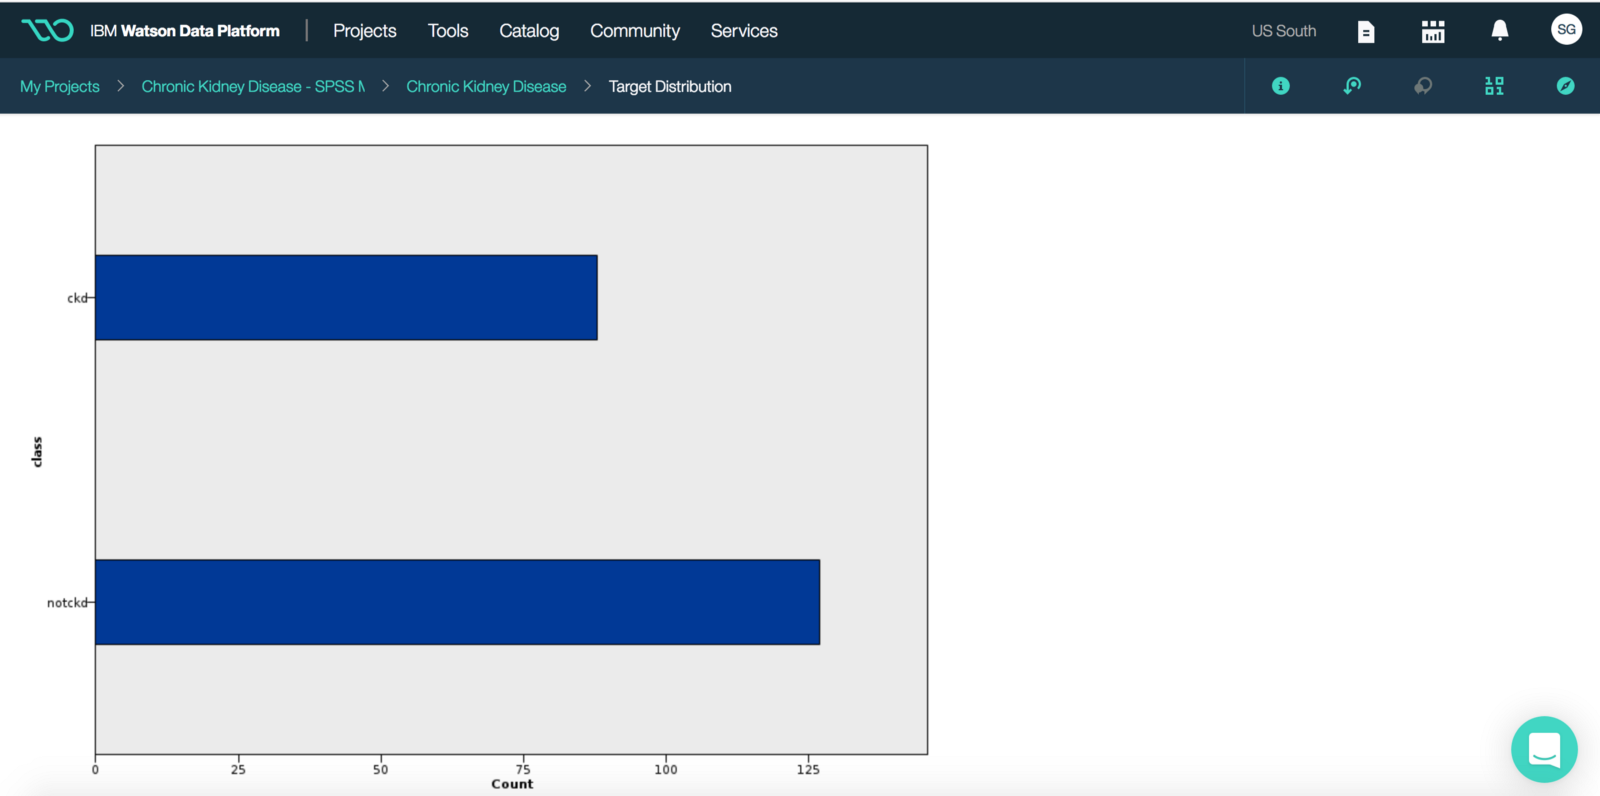 IBM Watson Data Platform | Projects Tools Catalog Community Services US South SG
My Projects > Chronic Kidney Disease - SPSS M > Chronic Kidney Disease > Target Distribution
ckd
class
notckd
0 25 50 75 100 125
Count